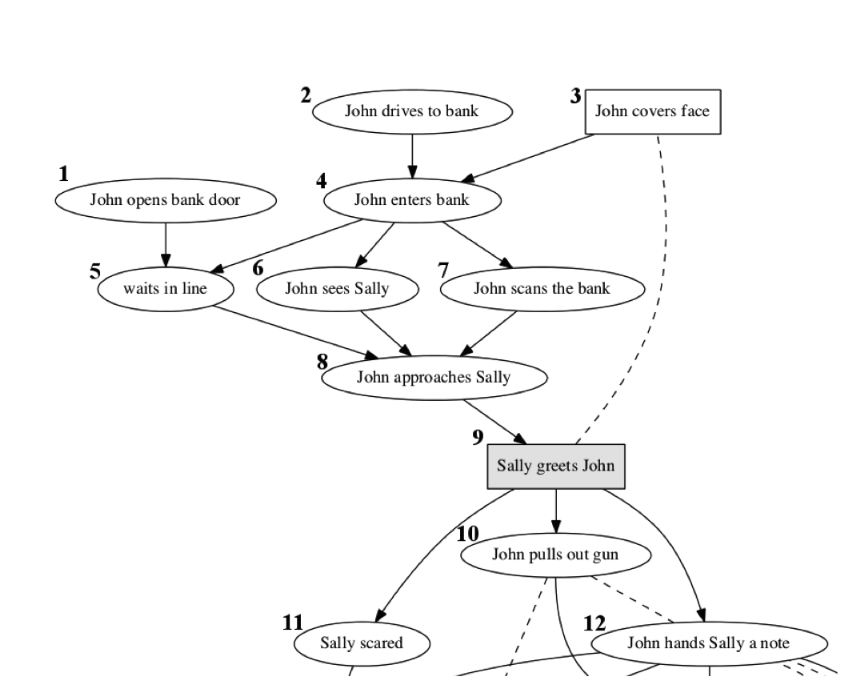 2
John drives to bank
3
John covers face
1
John opens bank door
4
John enters bank
5
waits in line
6
John sees Sally
7
John scans the bank
8
John approaches Sally
9
Sally greets John
10
John pulls out gun
11
Sally scared
12
John hands Sally a note